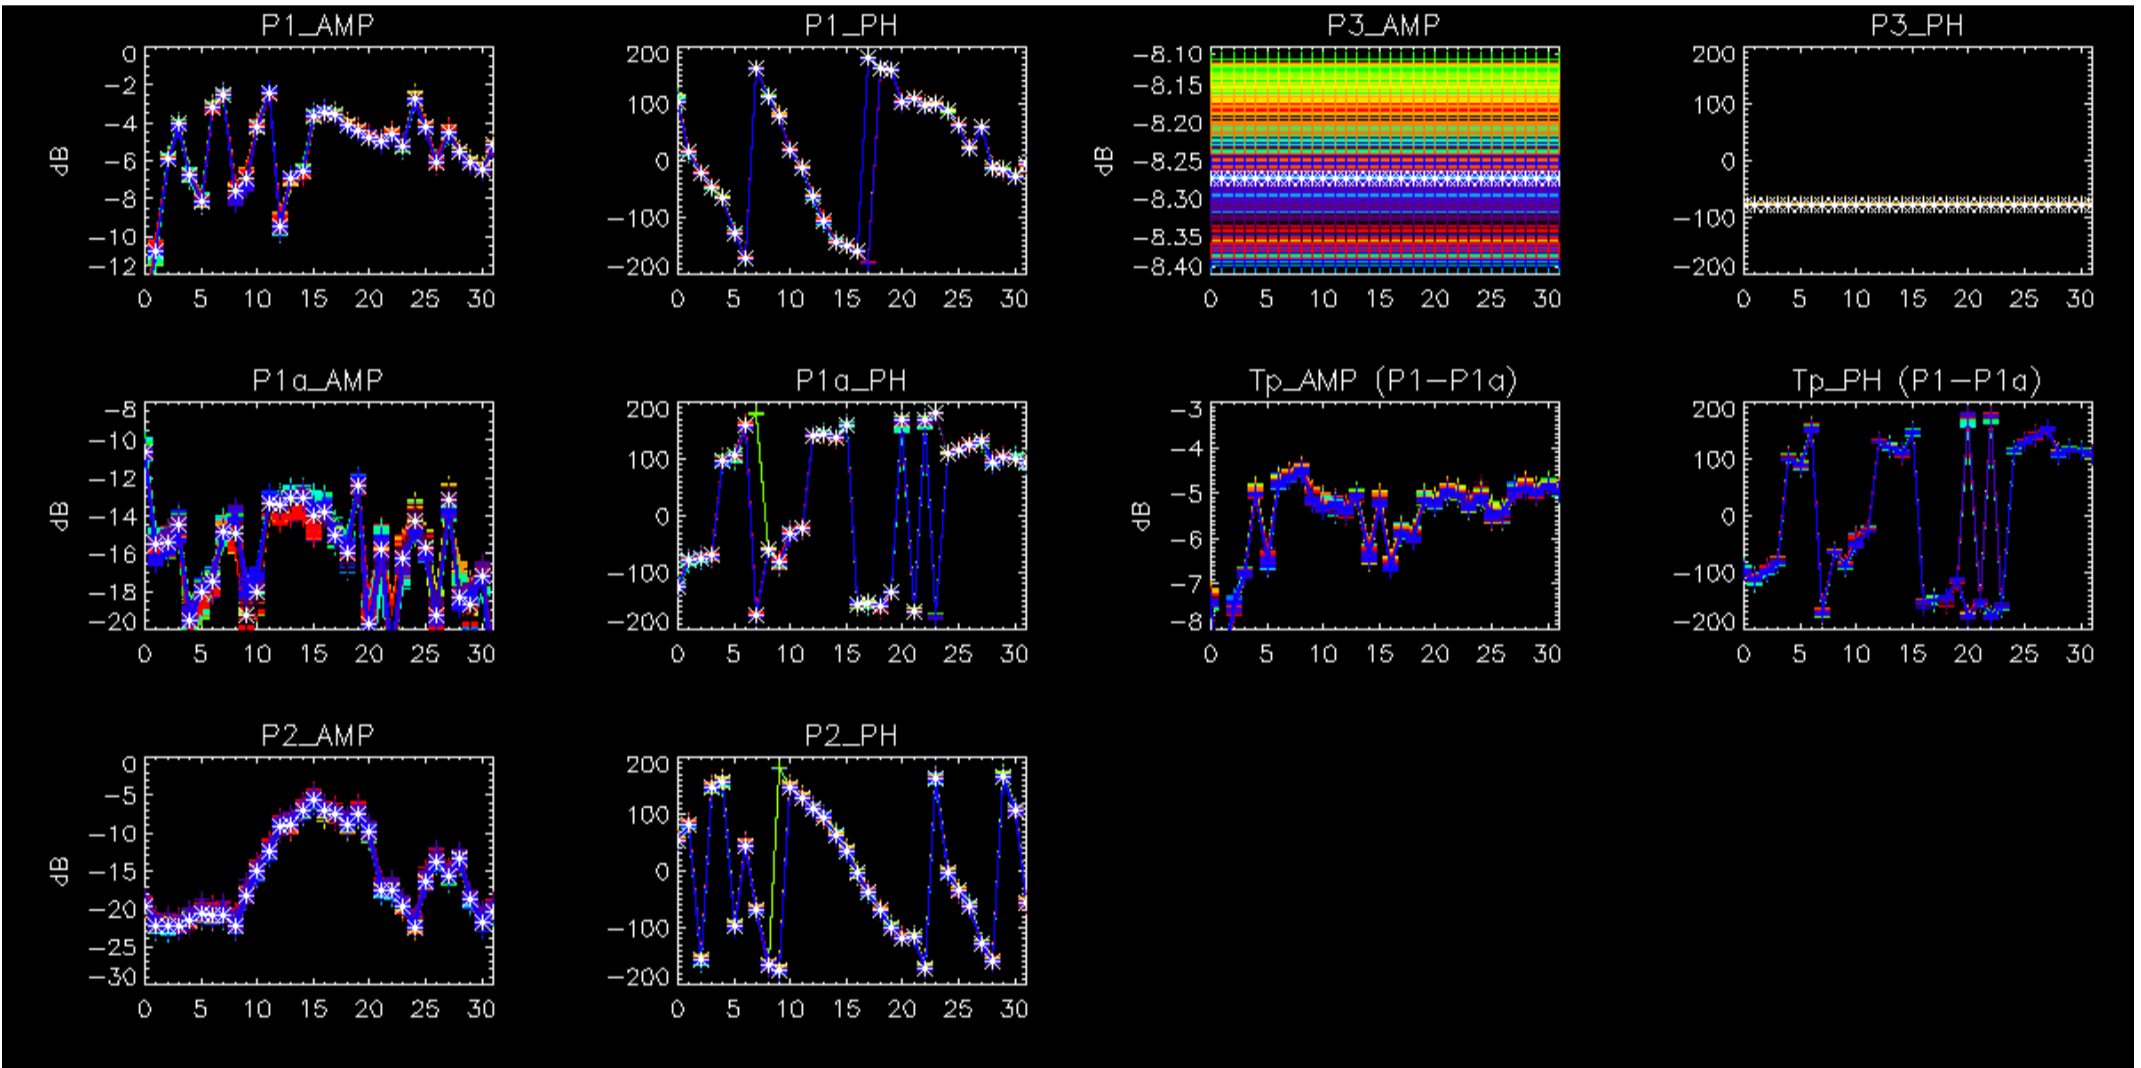 P1_AMP
dB
0
−2
−4
−6
−8
−10
−12
0 5 10 15 20 25 30
P1_PH
200
100
0
−100
−200
0 5 10 15 20 25 30
P3_AMP
dB
−8.10
−8.15
−8.20
−8.25
−8.30
−8.35
−8.40
0 5 10 15 20 25 30
P3_PH
200
100
0
−100
−200
0 5 10 15 20 25 30
P1a_AMP
dB
−8
−10
−12
−14
−16
−18
−20
0 5 10 15 20 25 30
P1a_PH
200
100
0
−100
−200
0 5 10 15 20 25 30
Tp_AMP (P1−P1a)
dB
−3
−4
−5
−6
−7
−8
0 5 10 15 20 25 30
Tp_PH (P1−P1a)
200
100
0
−100
−200
0 5 10 15 20 25 30
P2_AMP
dB
0
−5
−10
−15
−20
−25
−30
0 5 10 15 20 25 30
P2_PH
200
100
0
−100
−200
0 5 10 15 20 25 30